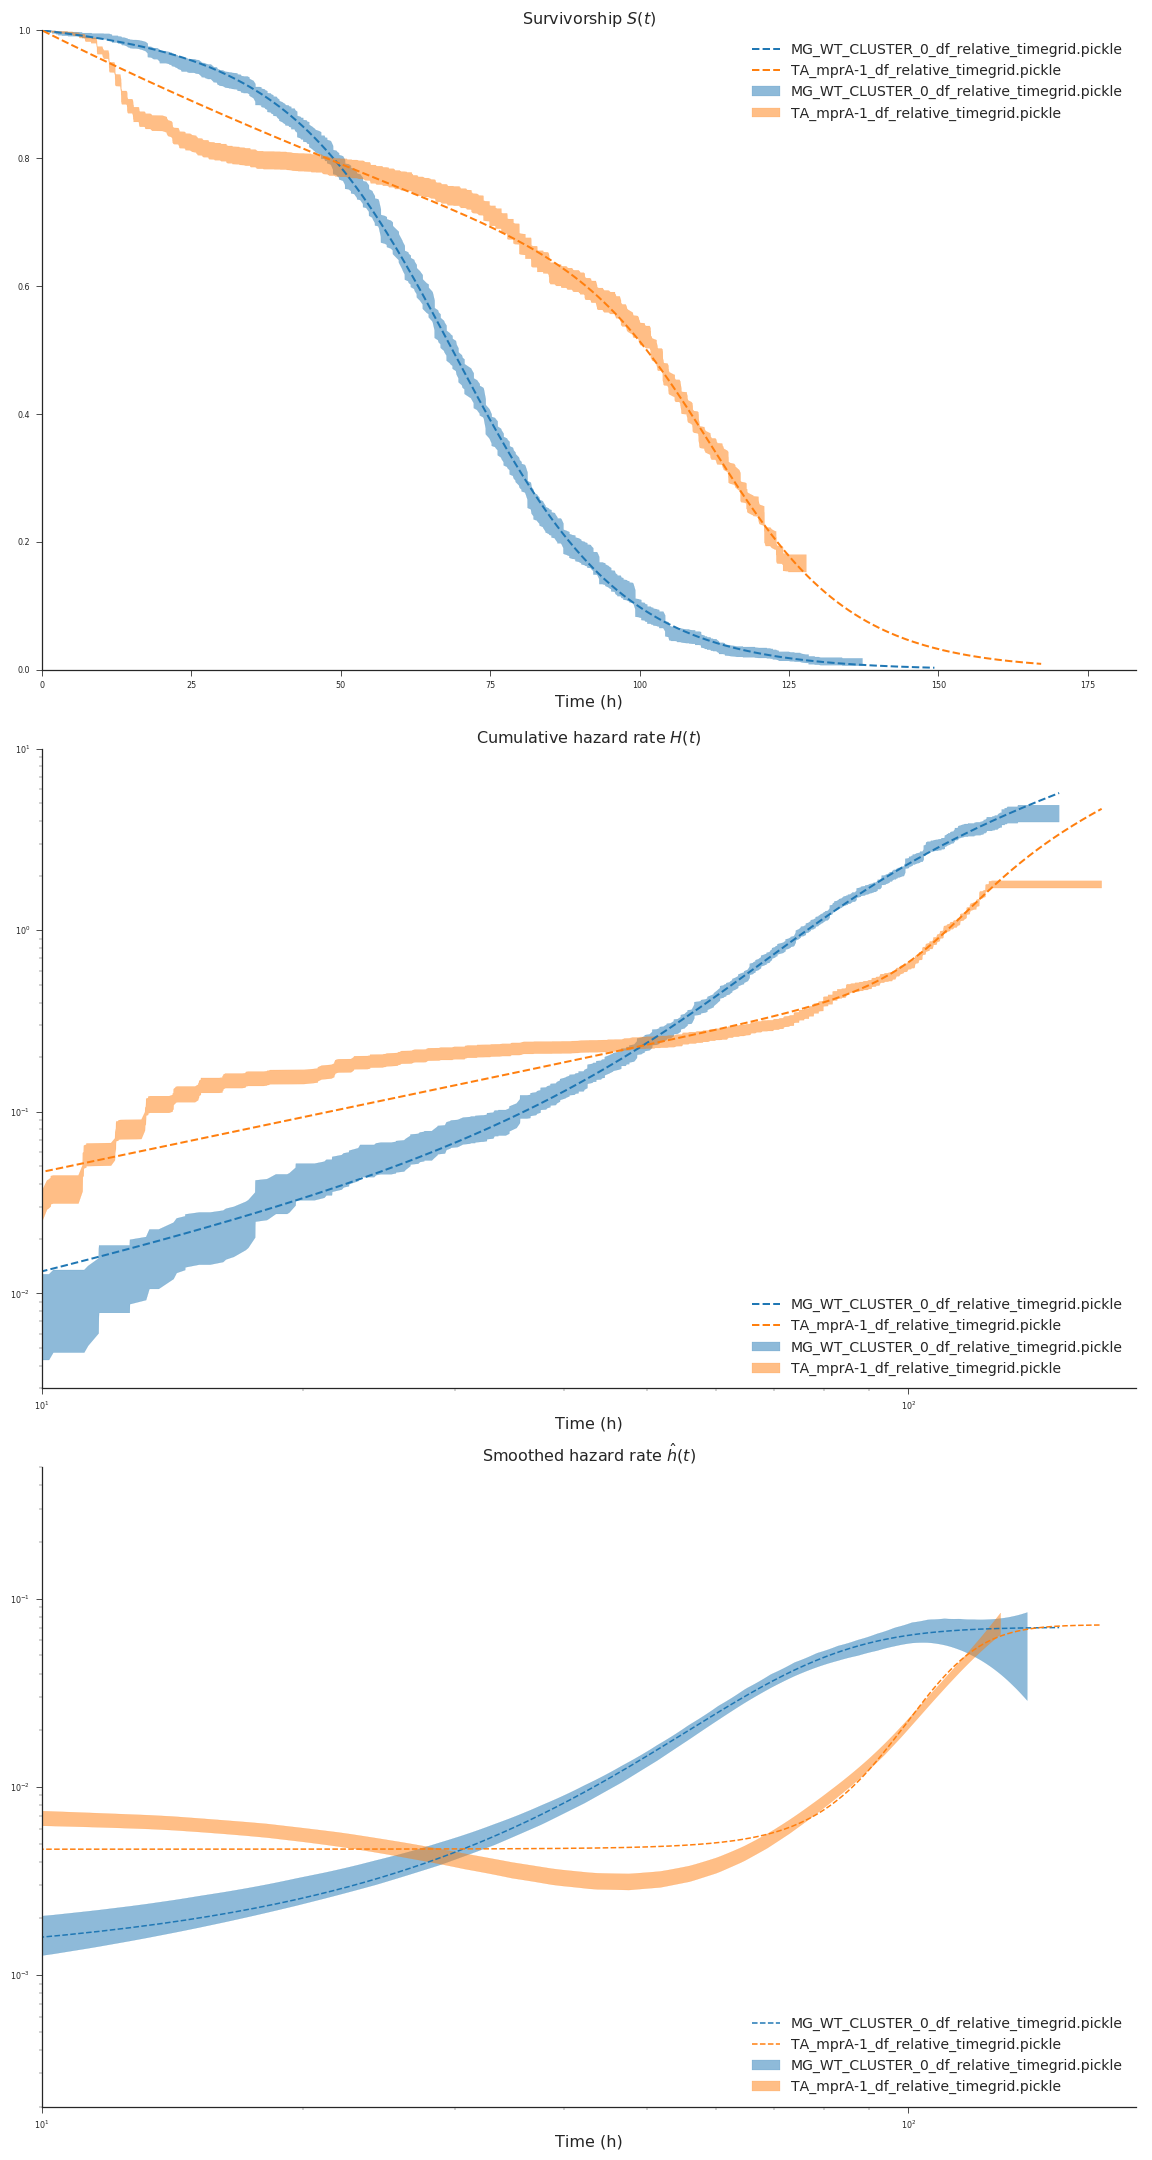 Survivorship S(t)
1.0
0.8
0.6
0.4
0.2
0.0
MG_WT_CLUSTER_0_df_relative_timegrid.pickle
TA_mprA-1_df_relative_timegrid.pickle
MG_WT_CLUSTER_0_df_relative_timegrid.pickle
TA_mprA-1_df_relative_timegrid.pickle
0 25 50 75 100 125 150 175
Time (h)
Cumulative hazard rate H(t)
10¹
10⁰
10⁻¹
10⁻²
MG_WT_CLUSTER_0_df_relative_timegrid.pickle
TA_mprA-1_df_relative_timegrid.pickle
MG_WT_CLUSTER_0_df_relative_timegrid.pickle
TA_mprA-1_df_relative_timegrid.pickle
10¹ 10²
Time (h)
Smoothed hazard rate ĥ(t)
10⁻¹
10⁻²
10⁻³
MG_WT_CLUSTER_0_df_relative_timegrid.pickle
TA_mprA-1_df_relative_timegrid.pickle
MG_WT_CLUSTER_0_df_relative_timegrid.pickle
TA_mprA-1_df_relative_timegrid.pickle
10¹ 10²
Time (h)